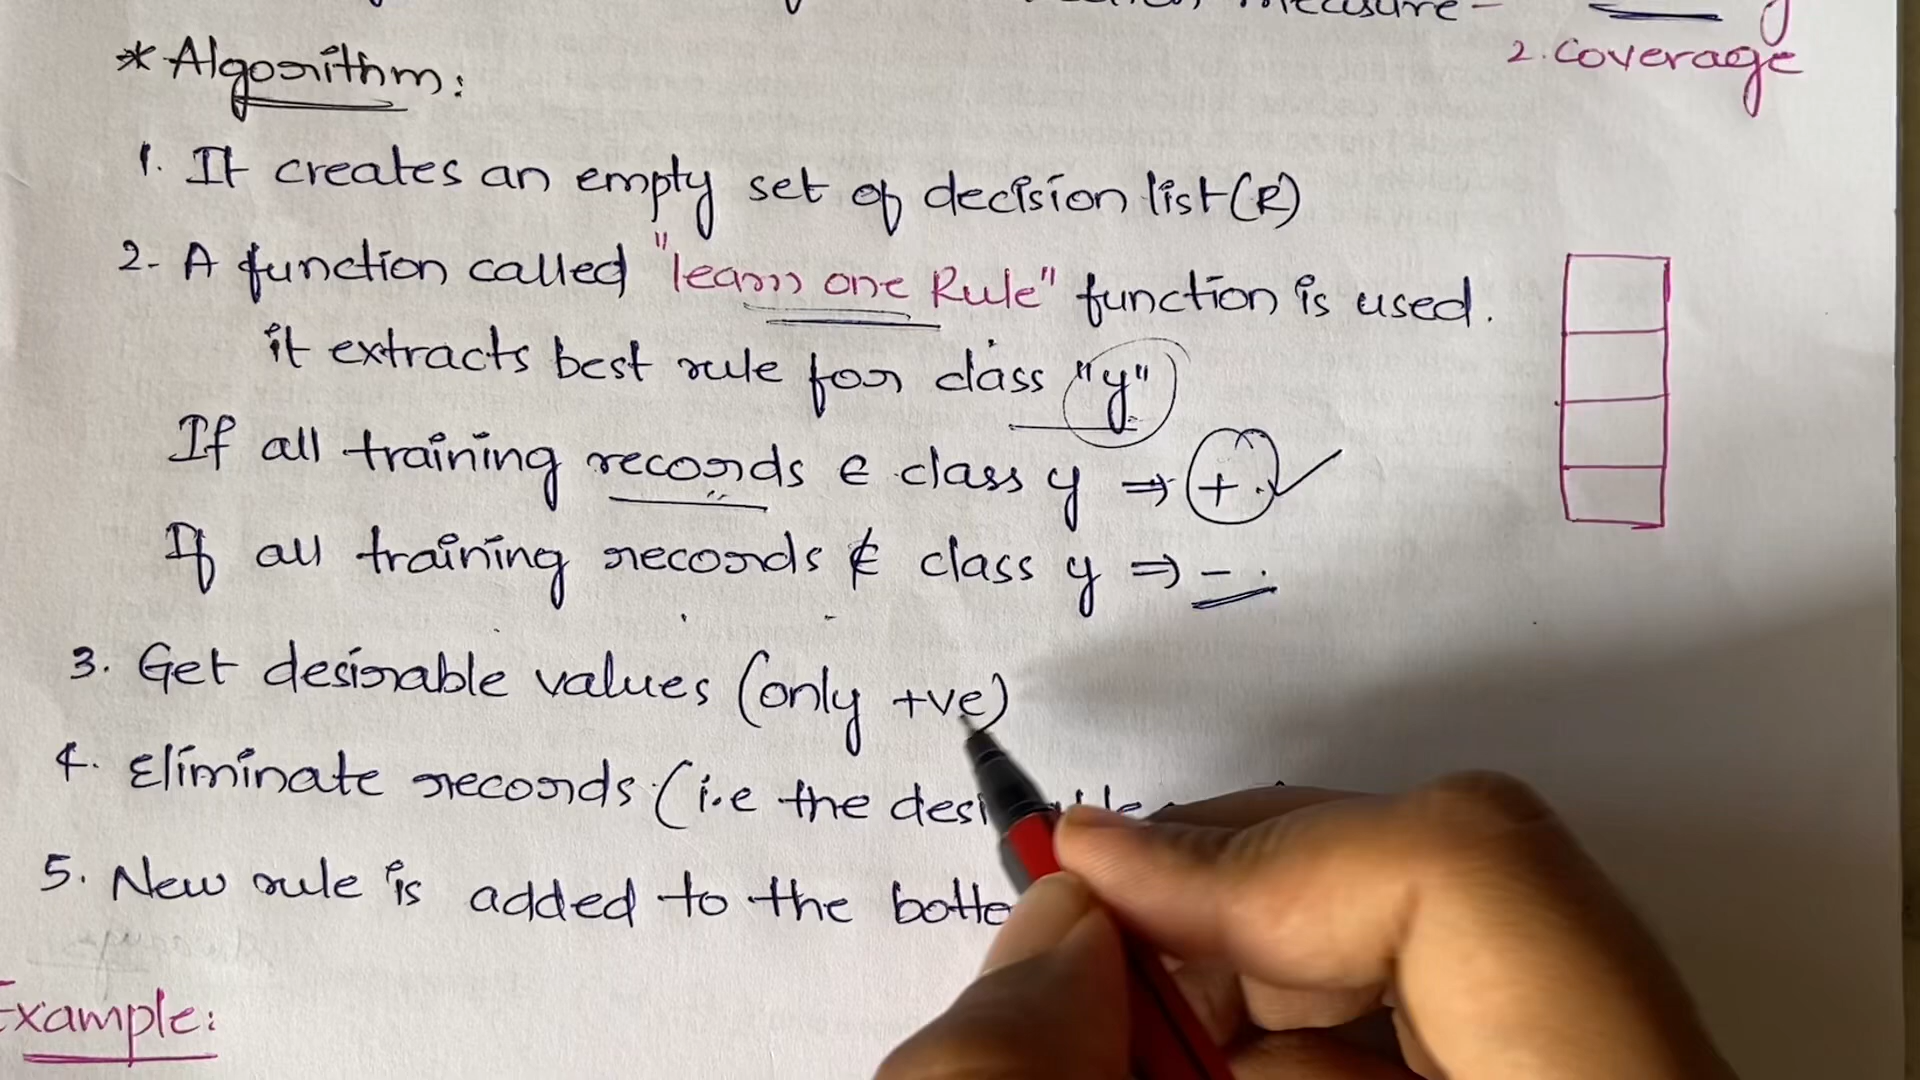 measure-
2. Coverage
* Algorithm:
1. It creates an empty set of decision list (R)
2- A function called "learn one Rule" function is used.
it extracts best rule for class "y"
If all training records ∈ class y ⇒ +.
If all training records ∉ class y ⇒ - .
3. Get desirable values (only +ve)
4. Eliminate records (i.e the
5. New rule is added to the
Example: